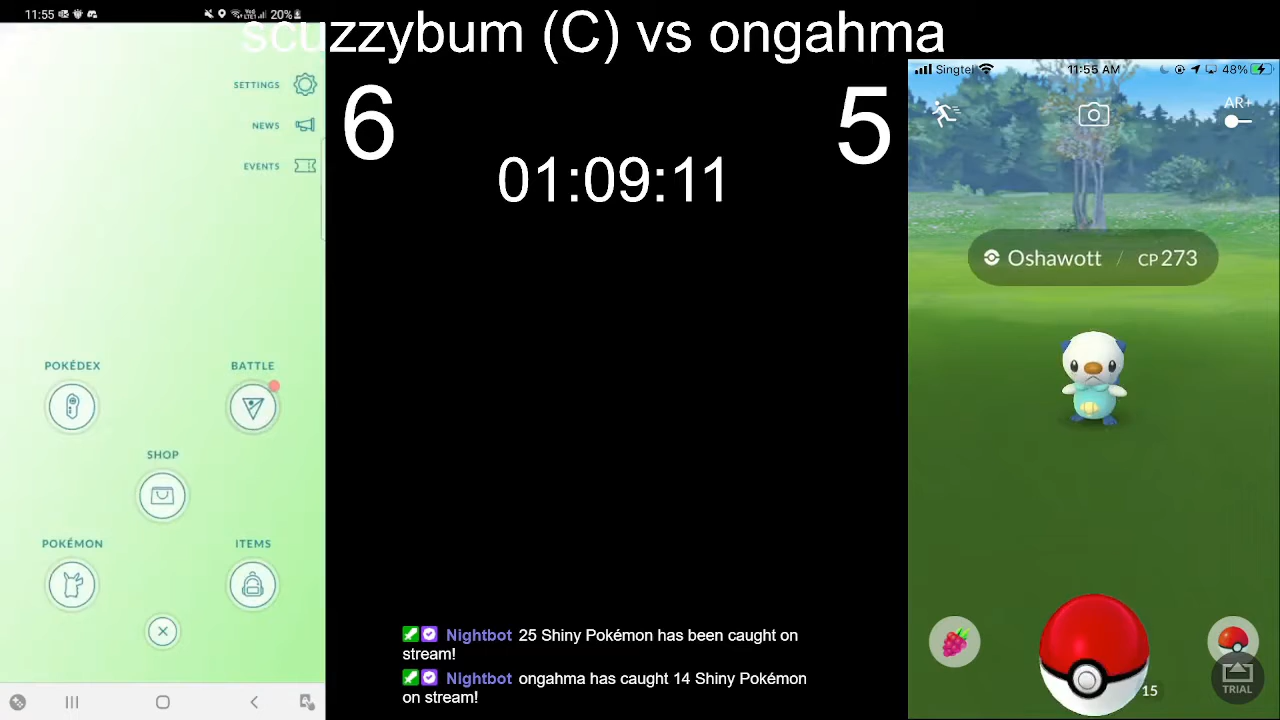 scuzzybum (C) vs ongahma
6
5
01:09:11
11:55
20%
SETTINGS
NEWS
EVENTS
POKÉDEX
BATTLE
SHOP
POKÉMON
ITEMS
Nightbot 25 Shiny Pokémon has been caught on
stream!
Nightbot ongahma has caught 14 Shiny Pokémon
on stream!
Singtel
11:55 AM
48%
AR+
Oshawott / CP273
15
TRIAL